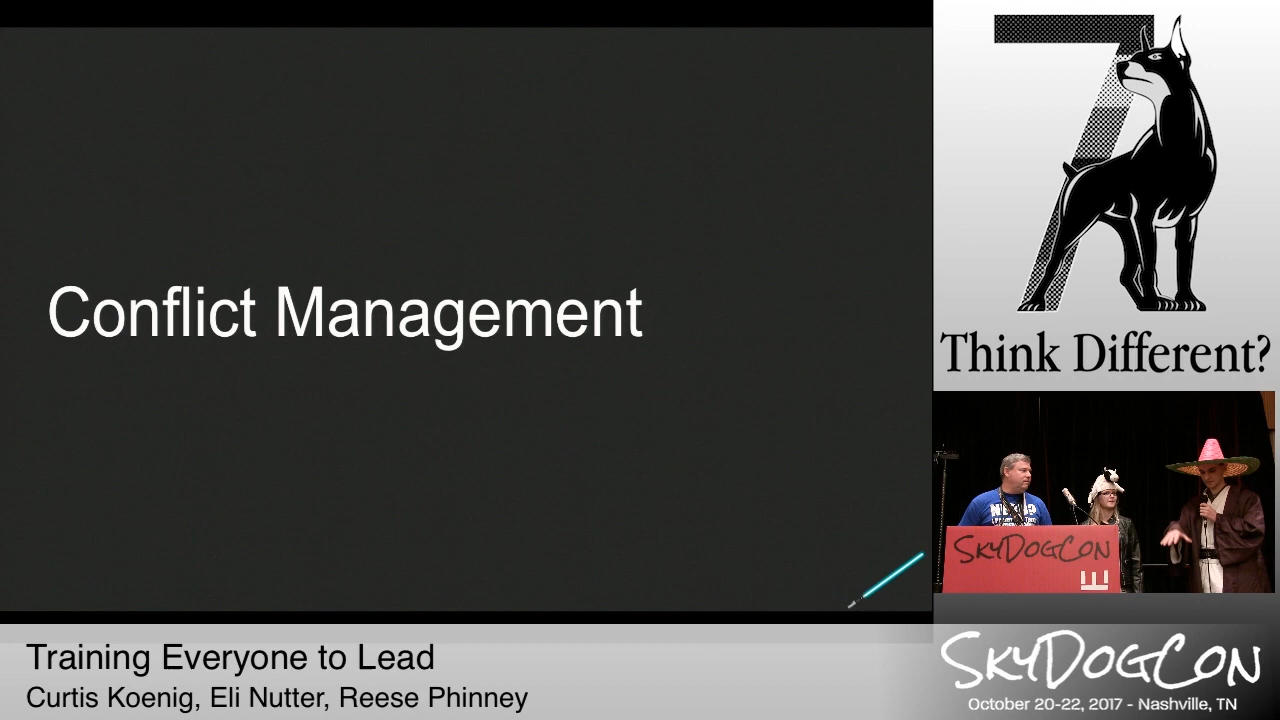 Conflict Management
7
Think Different?
SKYDOGCON
Training Everyone to Lead
Curtis Koenig, Eli Nutter, Reese Phinney
SKYDOGCON
October 20-22, 2017 - Nashville, TN